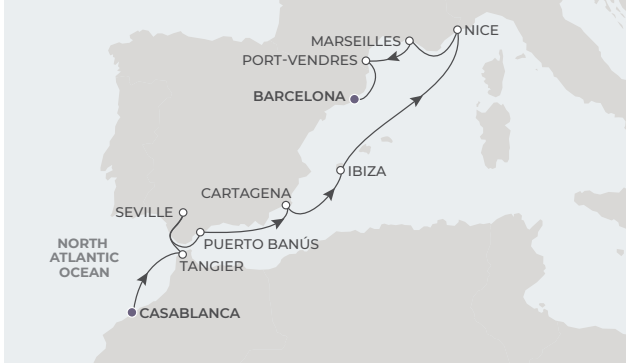 NICE
MARSEILLES
PORT-VENDRES
BARCELONA
IBIZA
CARTAGENA
SEVILLE
PUERTO BANÚS
NORTH
ATLANTIC
OCEAN
TANGIER
CASABLANCA